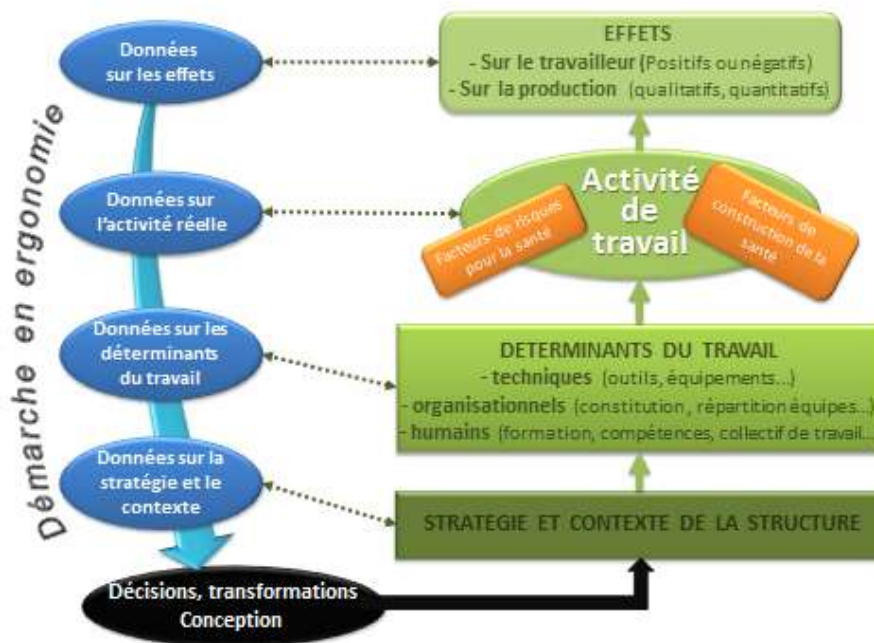 Démarche en ergonomie
Données
sur les effets
Données sur
l'activité réelle
Données sur les
déterminants
du travail
Données sur la
stratégie et le
contexte
Décisions, transformations
Conception
EFFETS
- Sur le travailleur (Positifs ou négatifs)
- Sur la production (qualitatifs, quantitatifs)
Activité
de
travail
Facteurs de risques
pour la santé
Facteurs de
construction de la
santé
DETERMINANTS DU TRAVAIL
- techniques (outils, équipements...)
- organisationnels (constitution, répartition équipes...)
- humains (formation, compétences, collectif de travail...
STRATÉGIE ET CONTEXTE DE LA STRUCTURE